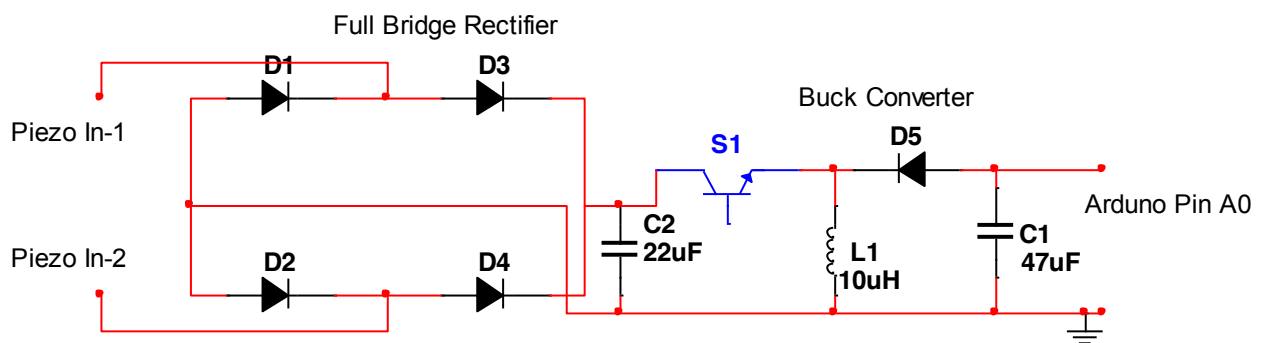 Full Bridge Rectifier
D1
D3
Piezo In-1
Buck Converter
D5
S1
Arduno Pin A0
C2
22uF
L1
10uH
C1
47uF
Piezo In-2
D2
D4